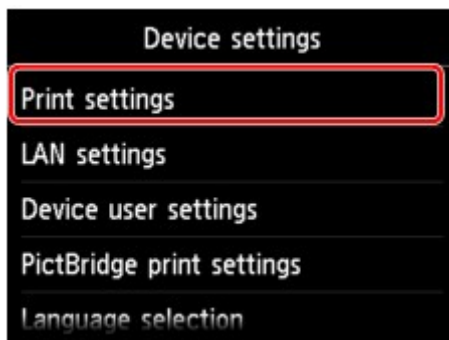 Device settings
Print settings
LAN settings
Device user settings
PictBridge print settings
Language selection